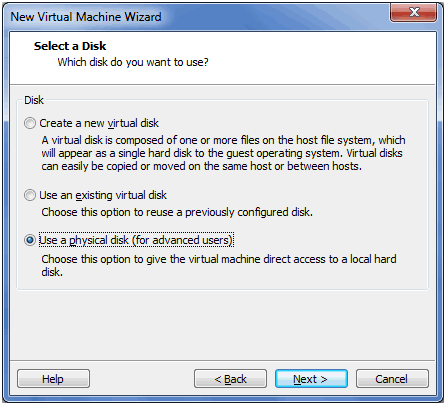 New Virtual Machine Wizard
Select a Disk
Which disk do you want to use?
Disk
Create a new virtual disk
A virtual disk is composed of one or more files on the host file system, which
will appear as a single hard disk to the guest operating system. Virtual disks
can easily be copied or moved on the same host or between hosts.
Use an existing virtual disk
Choose this option to reuse a previously configured disk.
Use a physical disk (for advanced users)
Choose this option to give the virtual machine direct access to a local hard
disk.
Help
< Back
Next >
Cancel